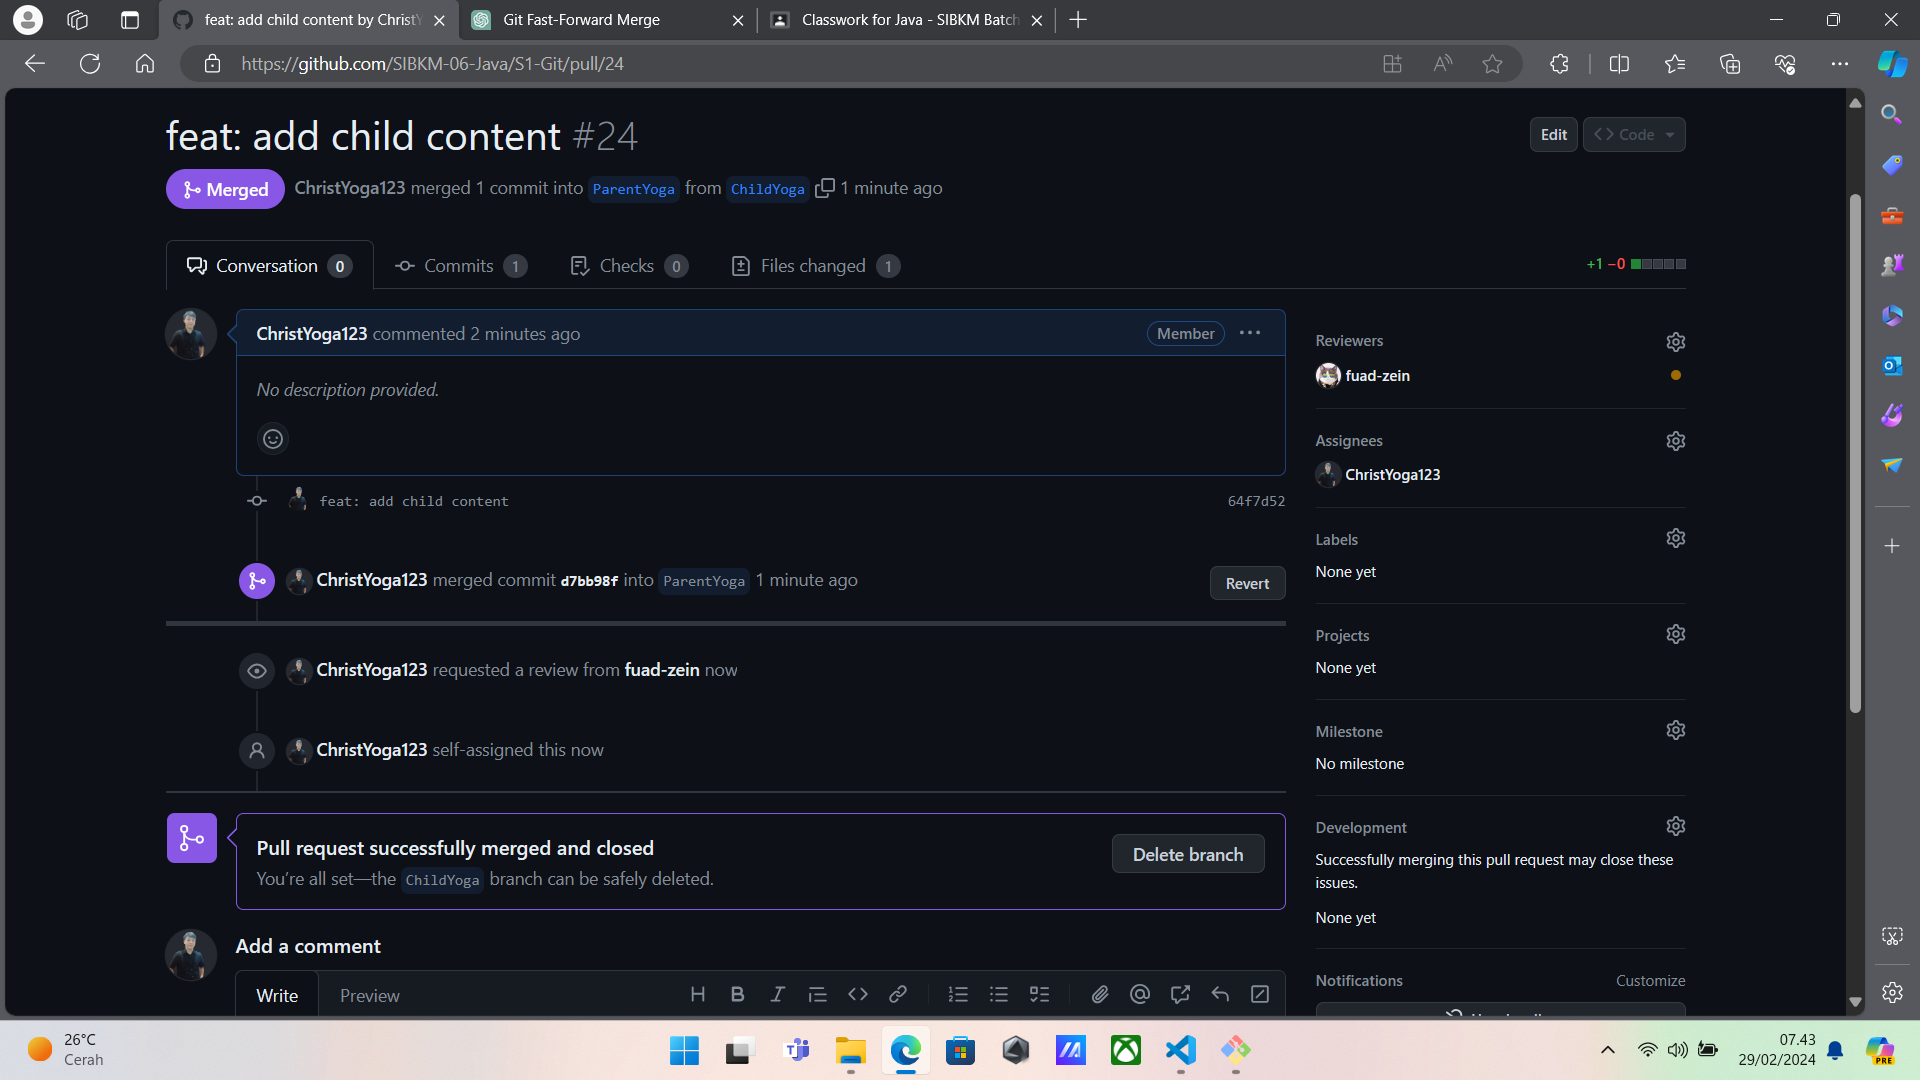 feat: add child content by ChristY
Git Fast-Forward Merge
Classwork for Java - SIBKM Batch
https://github.com/SIBKM-06-Java/S1-Git/pull/24
feat: add child content #24
Edit
Code
Merged
ChristYoga123 merged 1 commit into ParentYoga from ChildYoga 1 minute ago
Conversation 0
Commits 1
Checks 0
Files changed 1
+1 −0
ChristYoga123 commented 2 minutes ago
Member
No description provided.
feat: add child content
64f7d52
ChristYoga123 merged commit d7bb98f into ParentYoga 1 minute ago
Revert
ChristYoga123 requested a review from fuad-zein now
ChristYoga123 self-assigned this now
Pull request successfully merged and closed
You're all set—the ChildYoga branch can be safely deleted.
Delete branch
Add a comment
Write
Preview
Reviewers
fuad-zein
Assignees
ChristYoga123
Labels
None yet
Projects
None yet
Milestone
No milestone
Development
Successfully merging this pull request may close these
issues.
None yet
Notifications
Customize
26°C
Cerah
07.43
29/02/2024
PRE